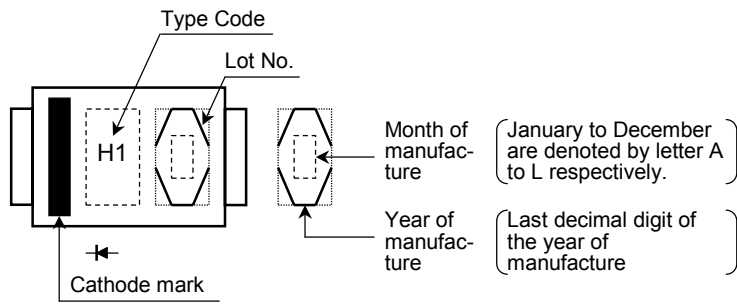 Type Code
Lot No.
H1
Month of
manufac-
ture
January to December
are denoted by letter A
to L respectively.
Year of
manufac-
ture
Last decimal digit of
the year of
manufacture
Cathode mark